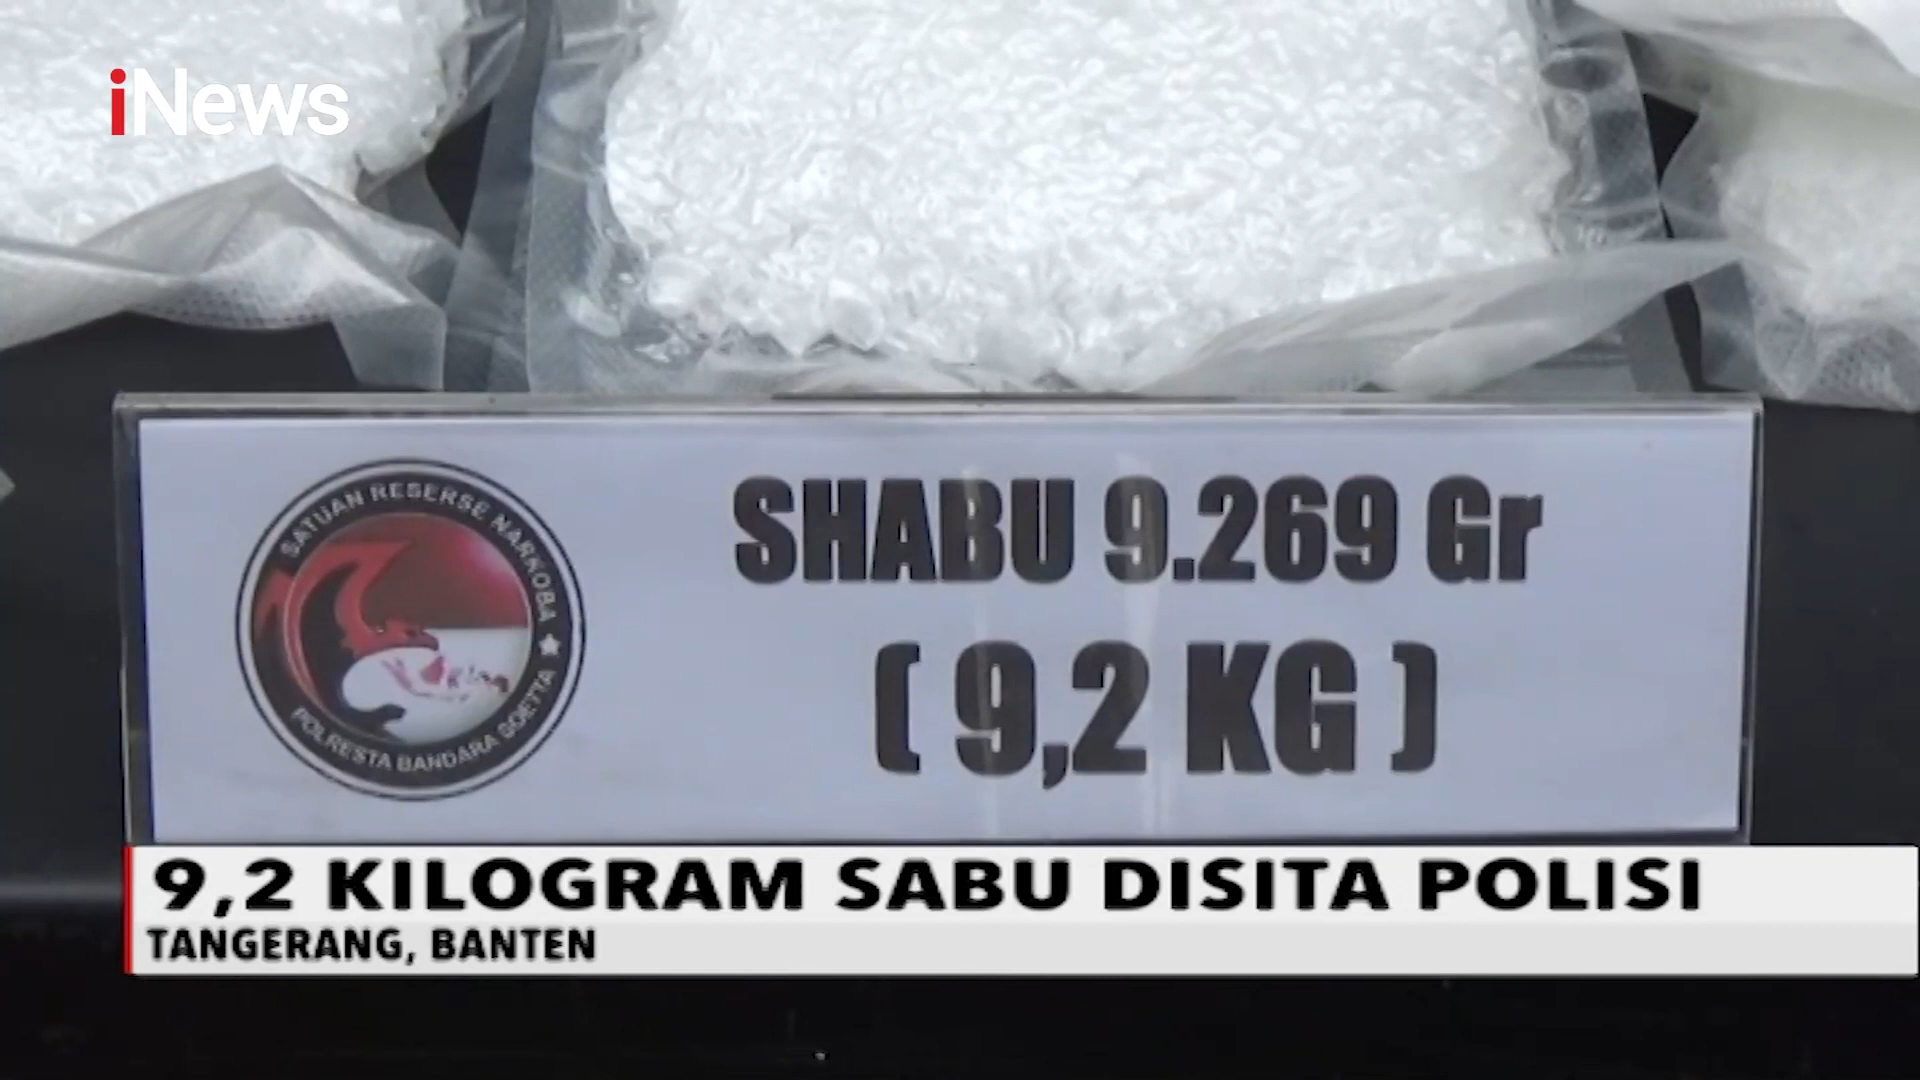 iNews
SATUAN RESERSE NARKOBA
POLRESTA BANDARA SOETTA
SHABU 9.269 Gr
( 9,2 KG )
9,2 KILOGRAM SABU DISITA POLISI
TANGERANG, BANTEN